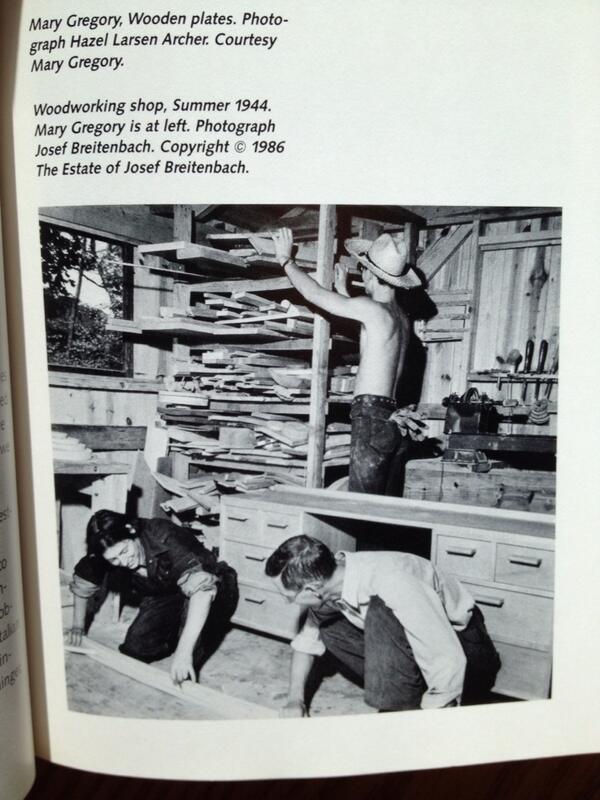 Mary Gregory, Wooden plates. Photo-
graph Hazel Larsen Archer. Courtesy
Mary Gregory.
Woodworking shop, Summer 1944.
Mary Gregory is at left. Photograph
Josef Breitenbach. Copyright © 1986
The Estate of Josef Breitenbach.